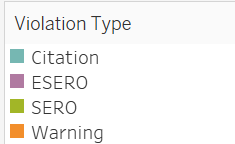 Violation Type
Citation
ESERO
SERO
Warning